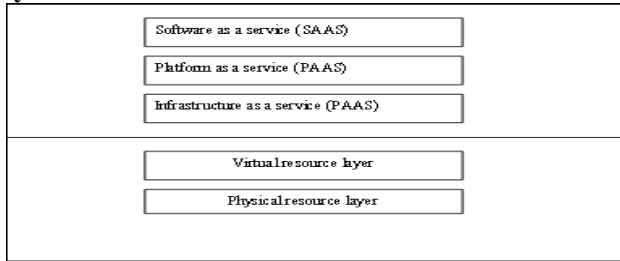 Software as a service (SAAS)
Platform as a service (PAAS)
Infrastructure as a service (PAAS)
Virtual resource layer
Physical resource layer